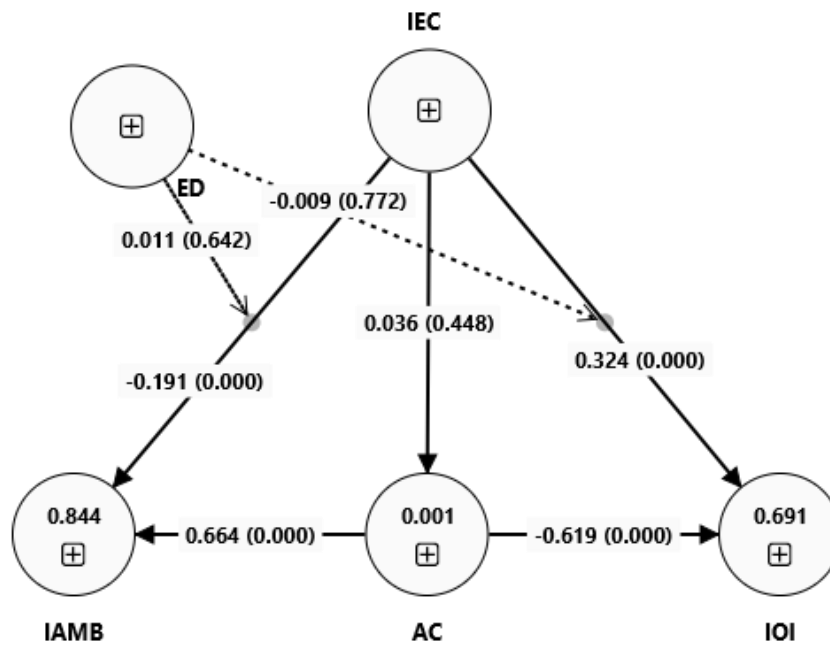 IEC
ED
-0.009 (0.772)
0.011 (0.642)
0.036 (0.448)
0.324 (0.000)
-0.191 (0.000)
0.844
0.001
0.691
0.664 (0.000)
-0.619 (0.000)
IAMB
AC
IOI